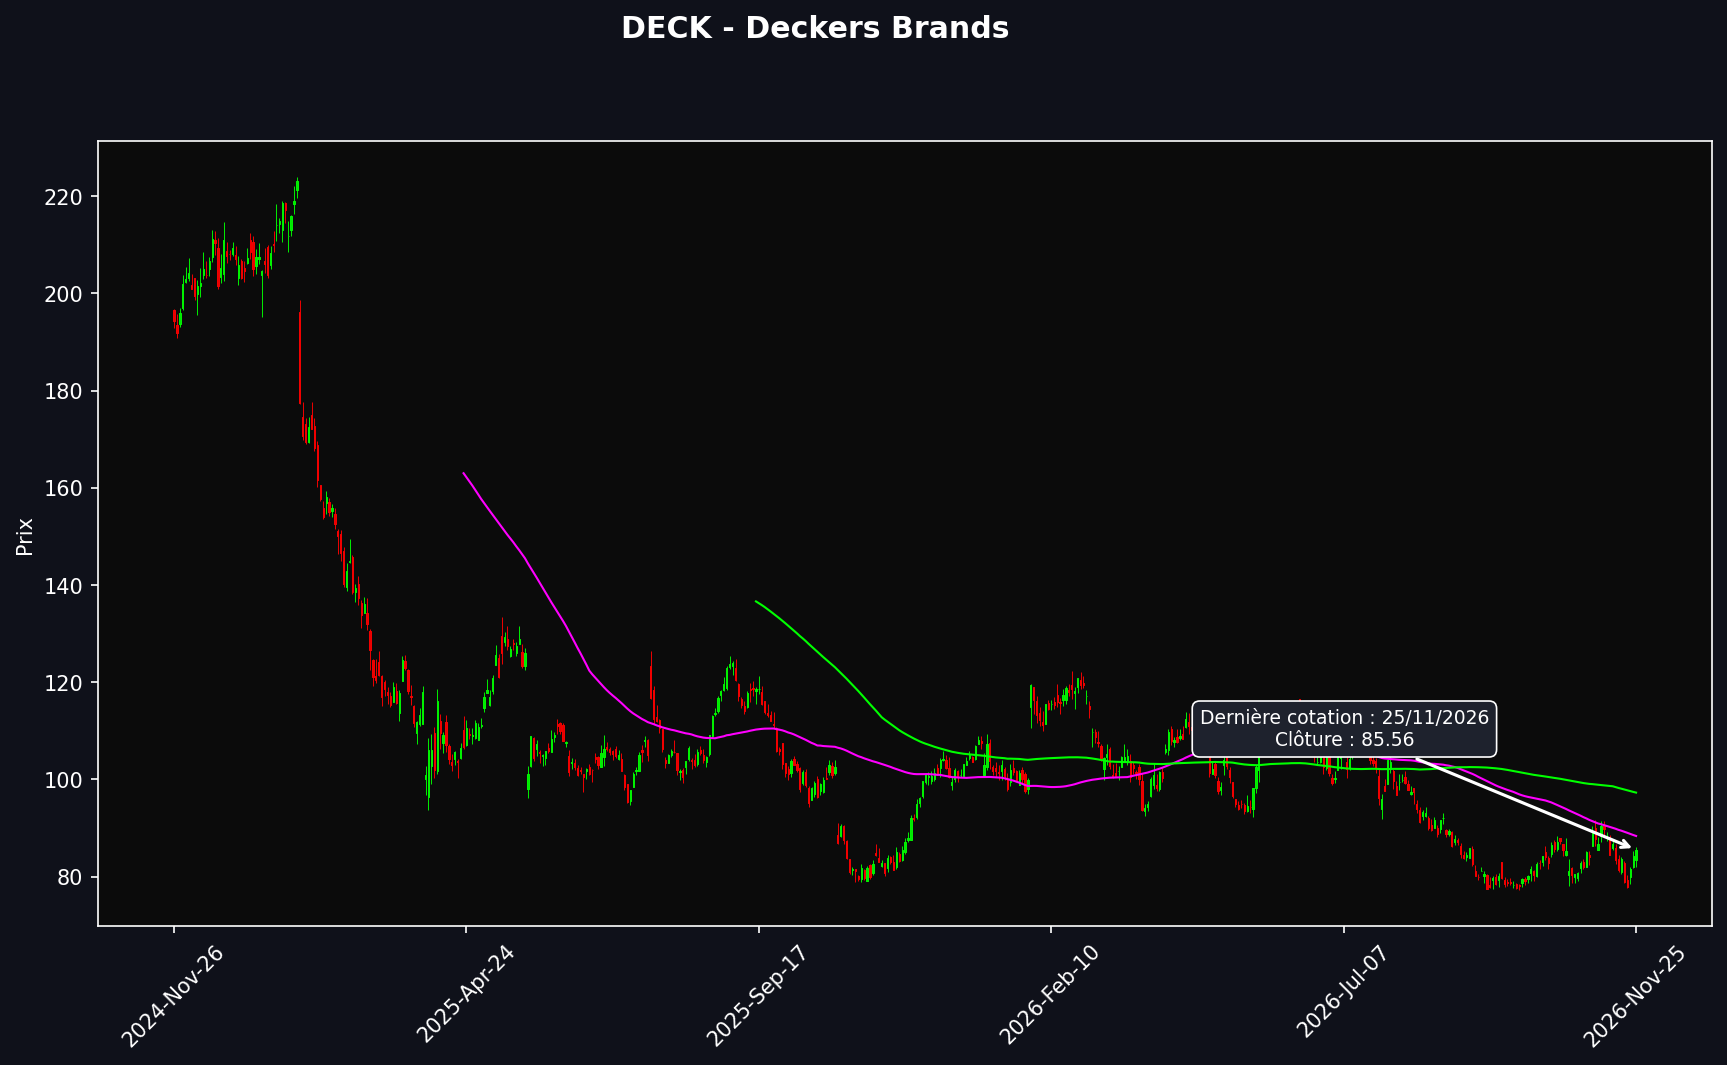 DECK - Deckers Brands
Prix
220
200
180
160
140
120
100
80
Dernière cotation : 25/11/2026
Clôture : 85.56
2024-Nov-26
2025-Apr-24
2025-Sep-17
2026-Feb-10
2026-Jul-07
2026-Nov-25